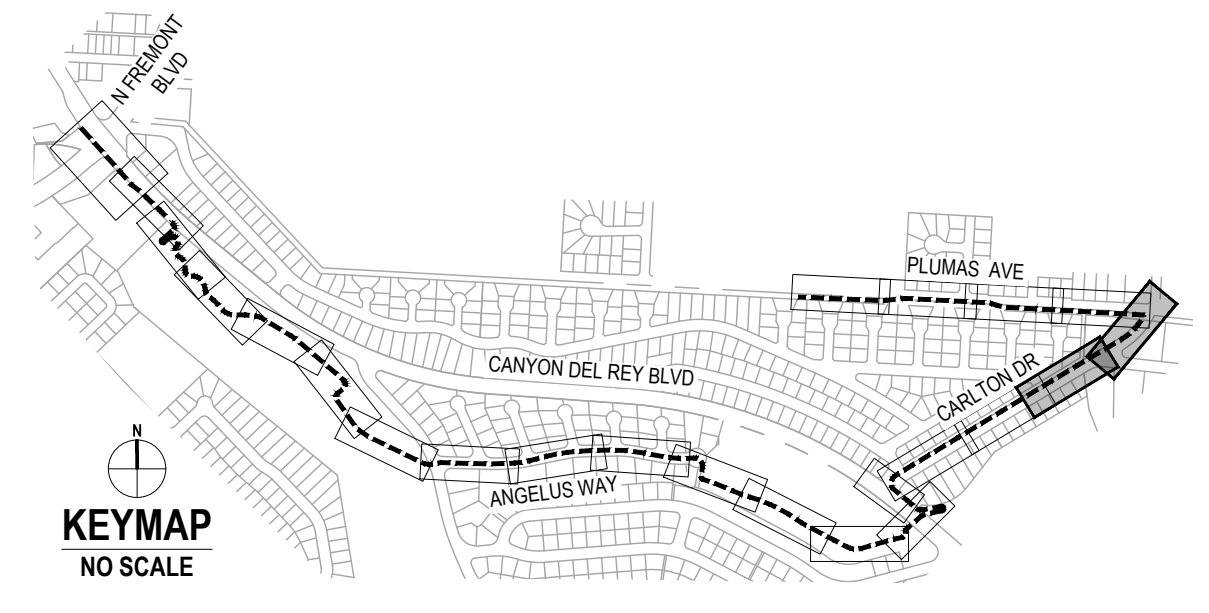 N FREMONT
BLVD
PLUMAS AVE
CANYON DEL REY BLVD
CARLTON DR
ANGELUS WAY
N
KEYMAP
NO SCALE